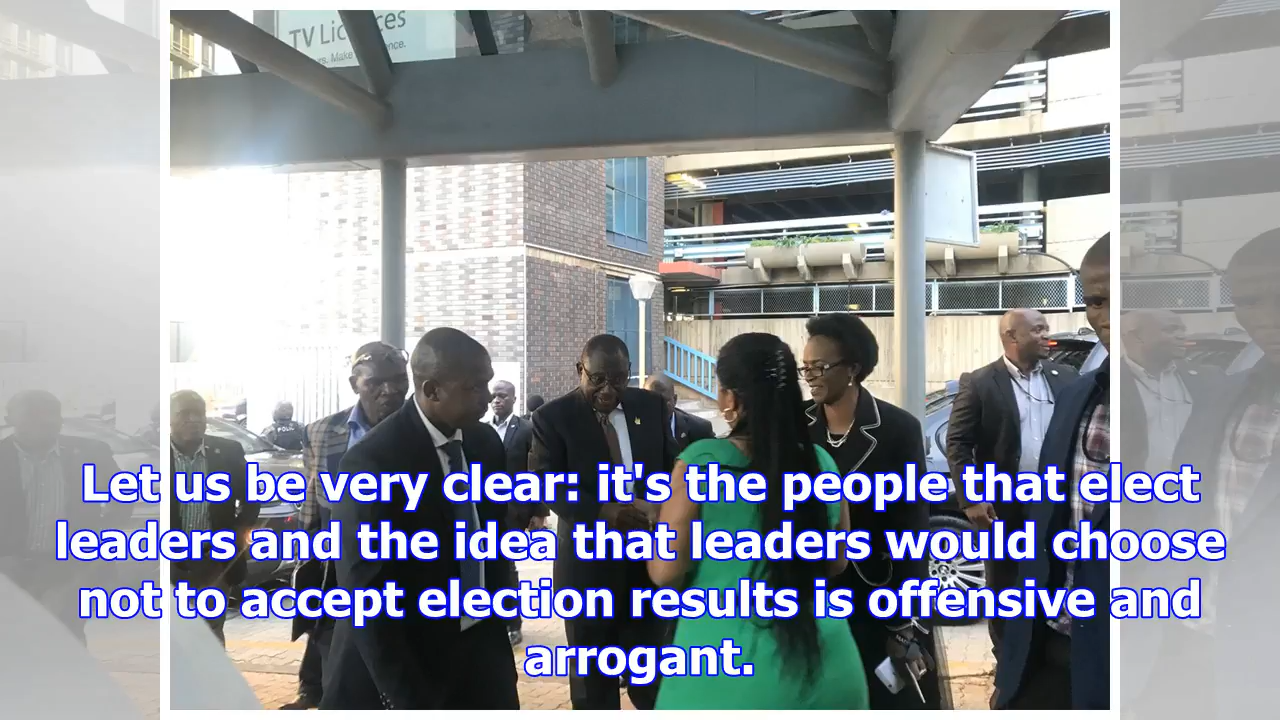 TV Lic
Let us be very clear: it's the people that elect
leaders and the idea that leaders would choose
not to accept election results is offensive and
arrogant.